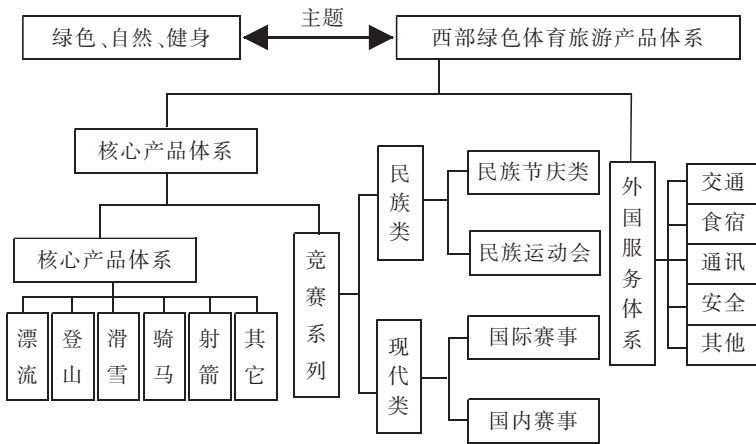 绿色、自然、健身
主题
西部绿色体育旅游产品体系
核心产品体系
核心产品体系
漂流
登山
滑雪
骑马
射箭
其它
竞赛系列
民族类
民族节庆类
民族运动会
现代类
国际赛事
国内赛事
外国服务体系
交通
食宿
通讯
安全
其他